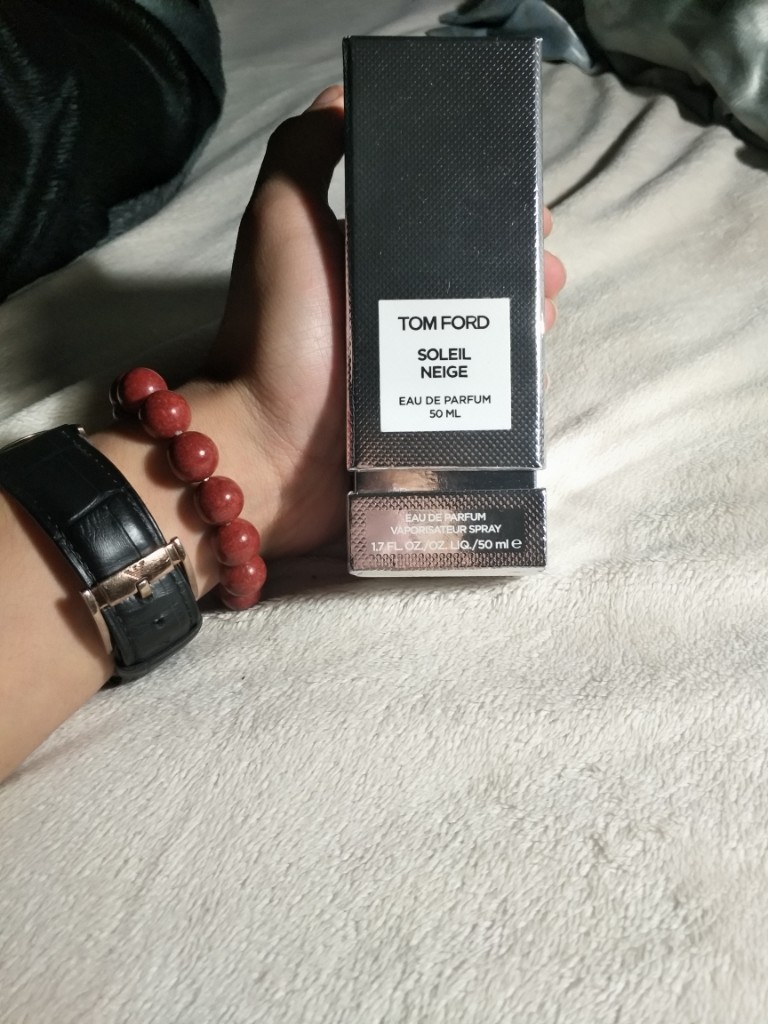 TOM FORD
SOLEIL
NEIGE
EAU DE PARFUM
50 ML
EAU DE PARFUM
VAPORISATEUR SPRAY
1.7 FL. OZ./OZ. LIQ./50 ml e